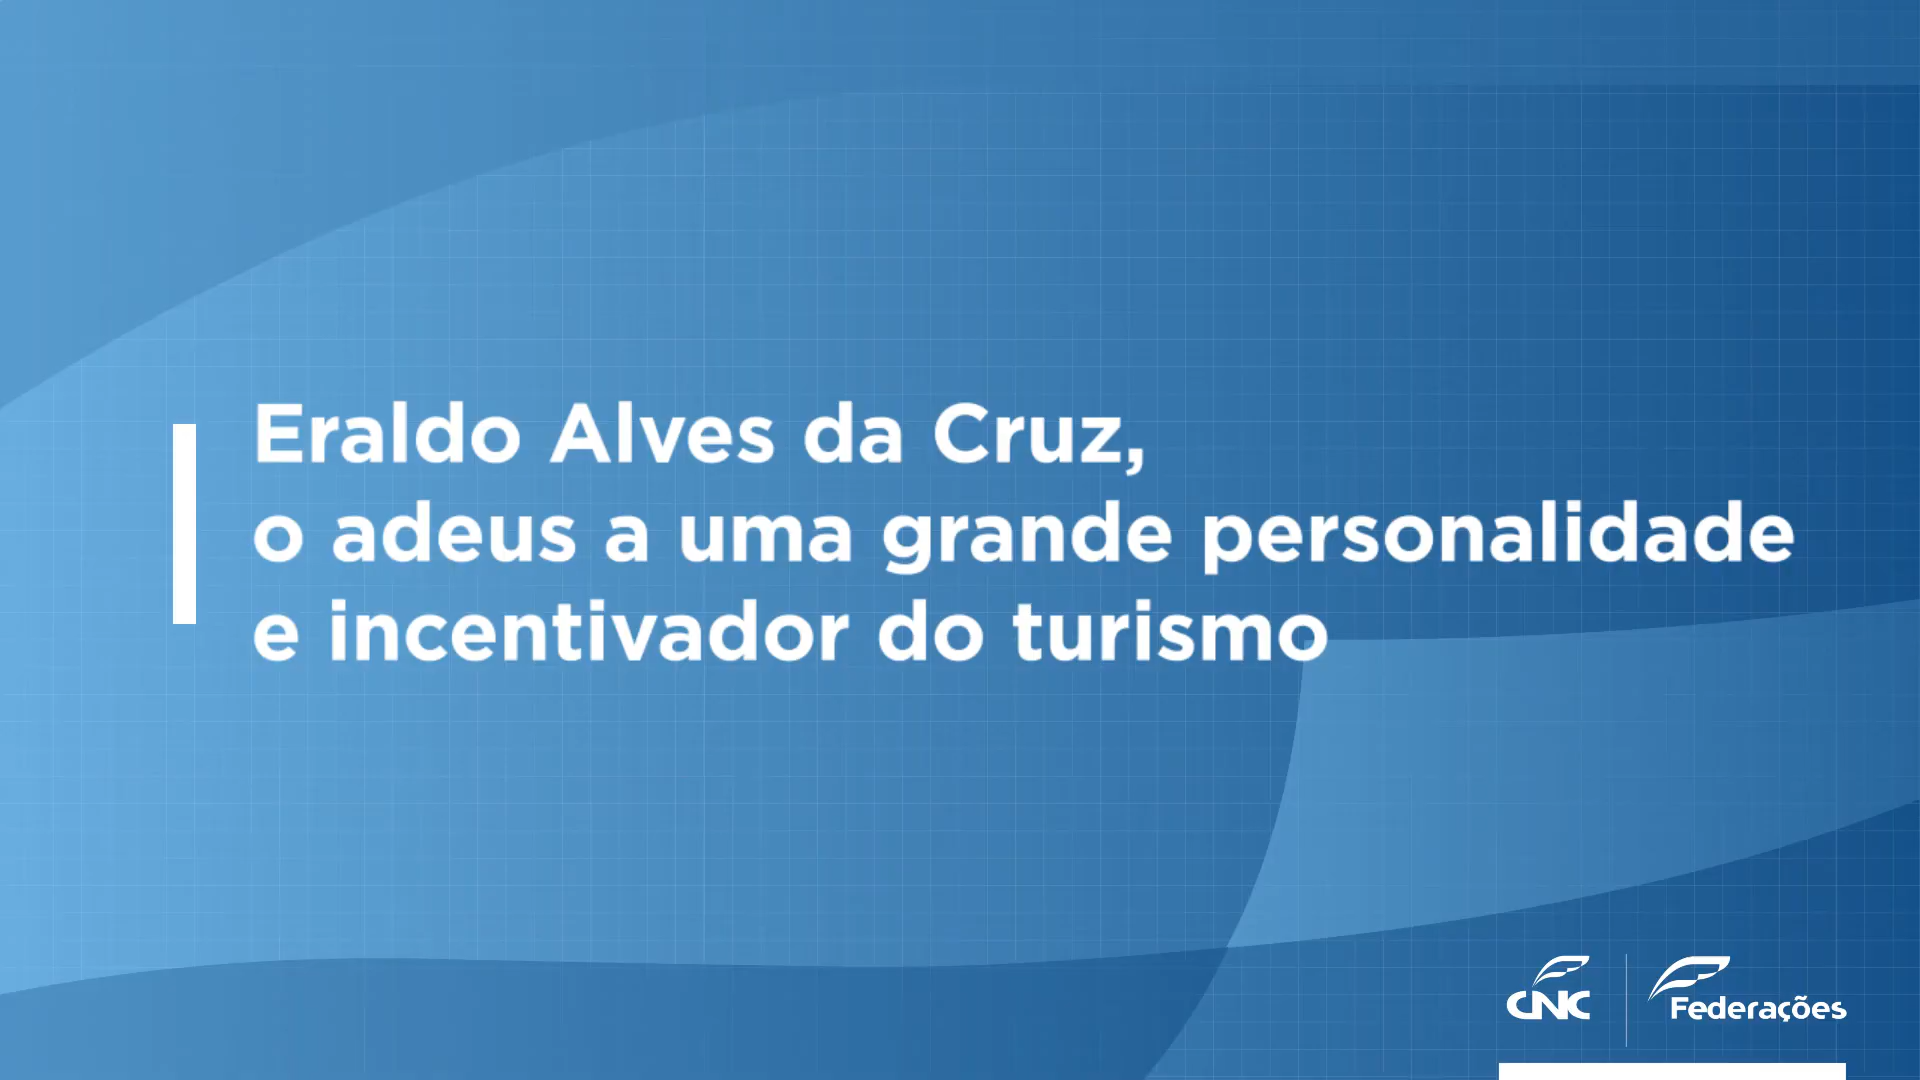 Eraldo Alves da Cruz,
o adeus a uma grande personalidade
e incentivador do turismo
CNC
Federações